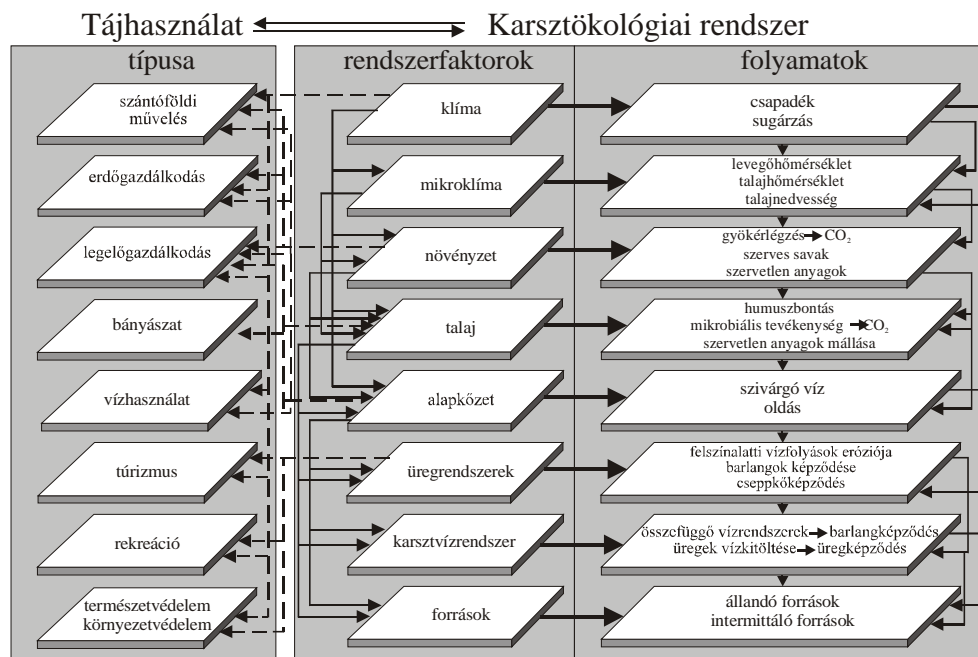 Tájhasználat
Karsztökológiai rendszer
típusa
rendszerfaktorok
folyamatok
szántóföldi
művelés
klíma
csapadék
sugárzás
erdőgazdálkodás
mikroklíma
levegőhőmérséklet
talajhőmérséklet
talajnedvesség
legelőgazdálkodás
növényzet
gyökérlégzés CO2
szerves savak
szervetlen anyagok
bányászat
talaj
humuszbontás
mikrobiális tevékenység CO2
szervetlen anyagok mállása
vízhasználat
alapkőzet
szivárgó víz
oldás
túrizmus
üregrendszerek
felszínalatti vízfolyások eróziója
barlangok képződése
cseppkőképződés
rekreáció
karsztvízrendszer
összefüggő vízrendszerek barlangképződés
üregek vízkitöltése üregképződés
természetvédelem
környezetvédelem
források
állandó források
intermittáló források